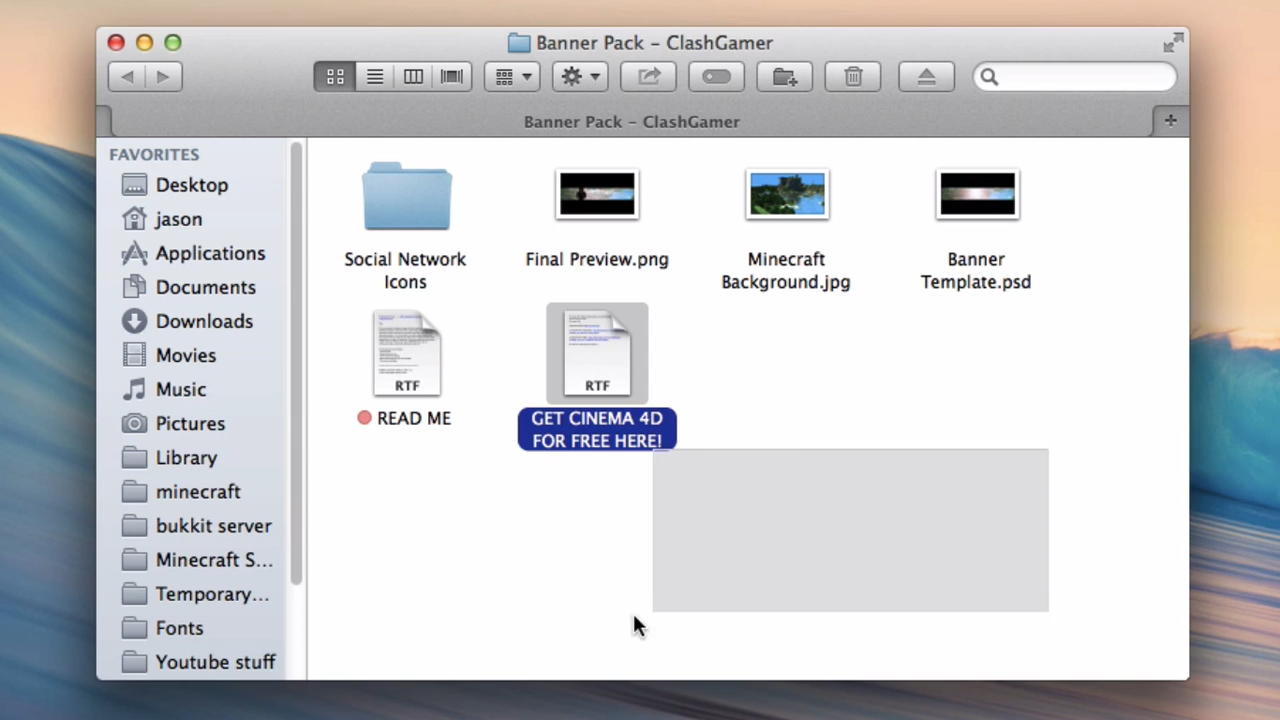 Banner Pack – ClashGamer
Banner Pack – ClashGamer
FAVORITES
Desktop
jason
Applications
Documents
Downloads
Movies
Music
Pictures
Library
minecraft
bukkit server
Minecraft S...
Temporary...
Fonts
Youtube stuff
Social Network
Icons
Final Preview.png
Minecraft
Background.jpg
Banner
Template.psd
RTF
READ ME
RTF
GET CINEMA 4D
FOR FREE HERE!